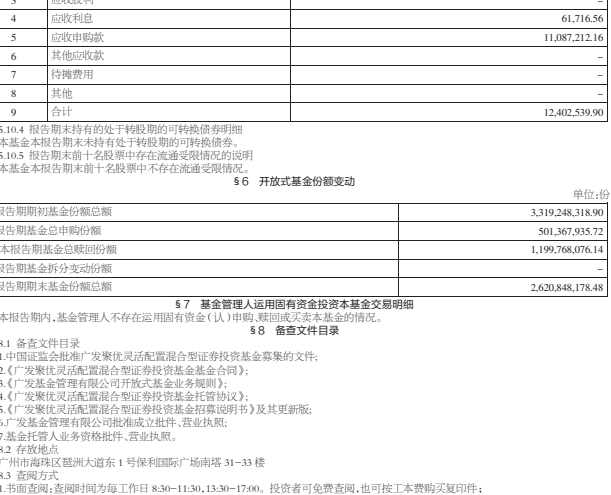 3 应收股利 –
4 应收利息 61,716.56
5 应收申购款 11,087,212.16
6 其他应收款 –
7 待摊费用 –
8 其他 –
9 合计 12,402,539.90
5.10.4 报告期末持有的处于转股期的可转换债券明细
本基金本报告期末未持有处于转股期的可转换债券。
5.10.5 报告期末前十名股票中存在流通受限情况的说明
本基金本报告期末前十名股票中不存在流通受限情况。
§6 开放式基金份额变动
单位:份
报告期期初基金份额总额 3,319,248,318.90
报告期基金总申购份额 501,367,935.72
本报告期基金总赎回份额 1,199,768,076.14
报告期基金拆分变动份额 –
报告期期末基金份额总额 2,620,848,178.48
§7 基金管理人运用固有资金投资本基金交易明细
本报告期内,基金管理人不存在运用固有资金(认)申购、赎回或买卖本基金的情况。
§8 备查文件目录
8.1 备查文件目录
1.中国证监会批准广发聚优灵活配置混合型证券投资基金募集的文件;
2.《广发聚优灵活配置混合型证券投资基金基金合同》;
3.《广发基金管理有限公司开放式基金业务规则》;
4.《广发聚优灵活配置混合型证券投资基金托管协议》;
5.《广发聚优灵活配置混合型证券投资基金招募说明书》及其更新版;
6.广发基金管理有限公司批准成立批件、营业执照;
7.基金托管人业务资格批件、营业执照。
8.2 存放地点
广州市海珠区琶洲大道东1号保利国际广场南塔31–33楼
8.3 查阅方式
1.书面查阅:查阅时间为每工作日8:30–11:30,13:30–17:00。投资者可免费查阅,也可按工本费购买复印件;